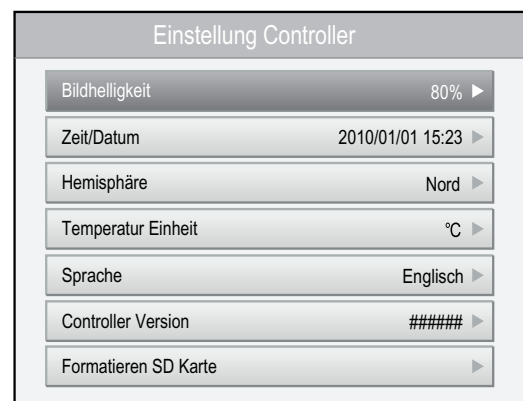 Einstellung Controller
Bildhelligkeit 80% ▶
Zeit/Datum 2010/01/01 15:23 ▶
Hemisphäre Nord ▶
Temperatur Einheit °C ▶
Sprache Englisch ▶
Controller Version ###### ▶
Formatieren SD Karte ▶